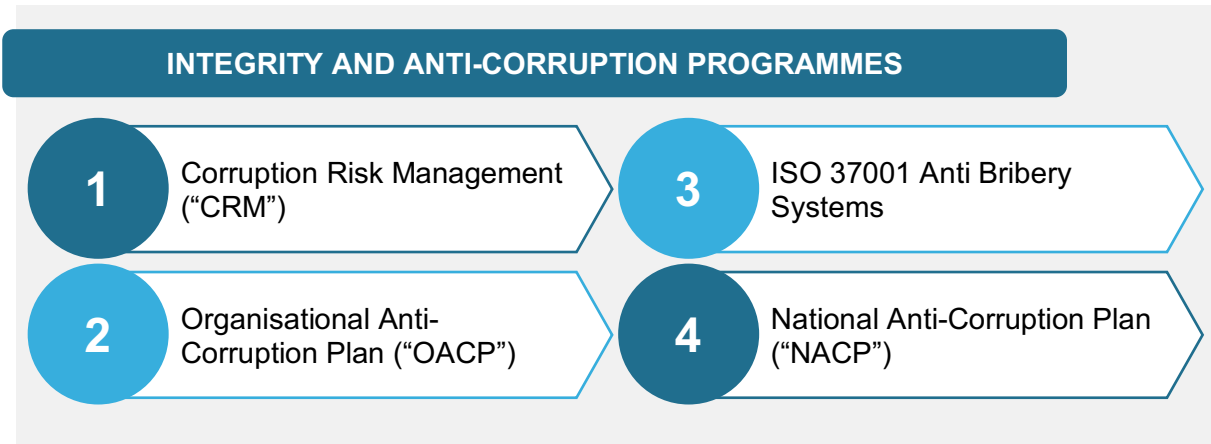 INTEGRITY AND ANTI-CORRUPTION PROGRAMMES
1
Corruption Risk Management
(“CRM”)
2
Organisational Anti-
Corruption Plan (“OACP”)
3
ISO 37001 Anti Bribery
Systems
4
National Anti-Corruption Plan
(“NACP”)